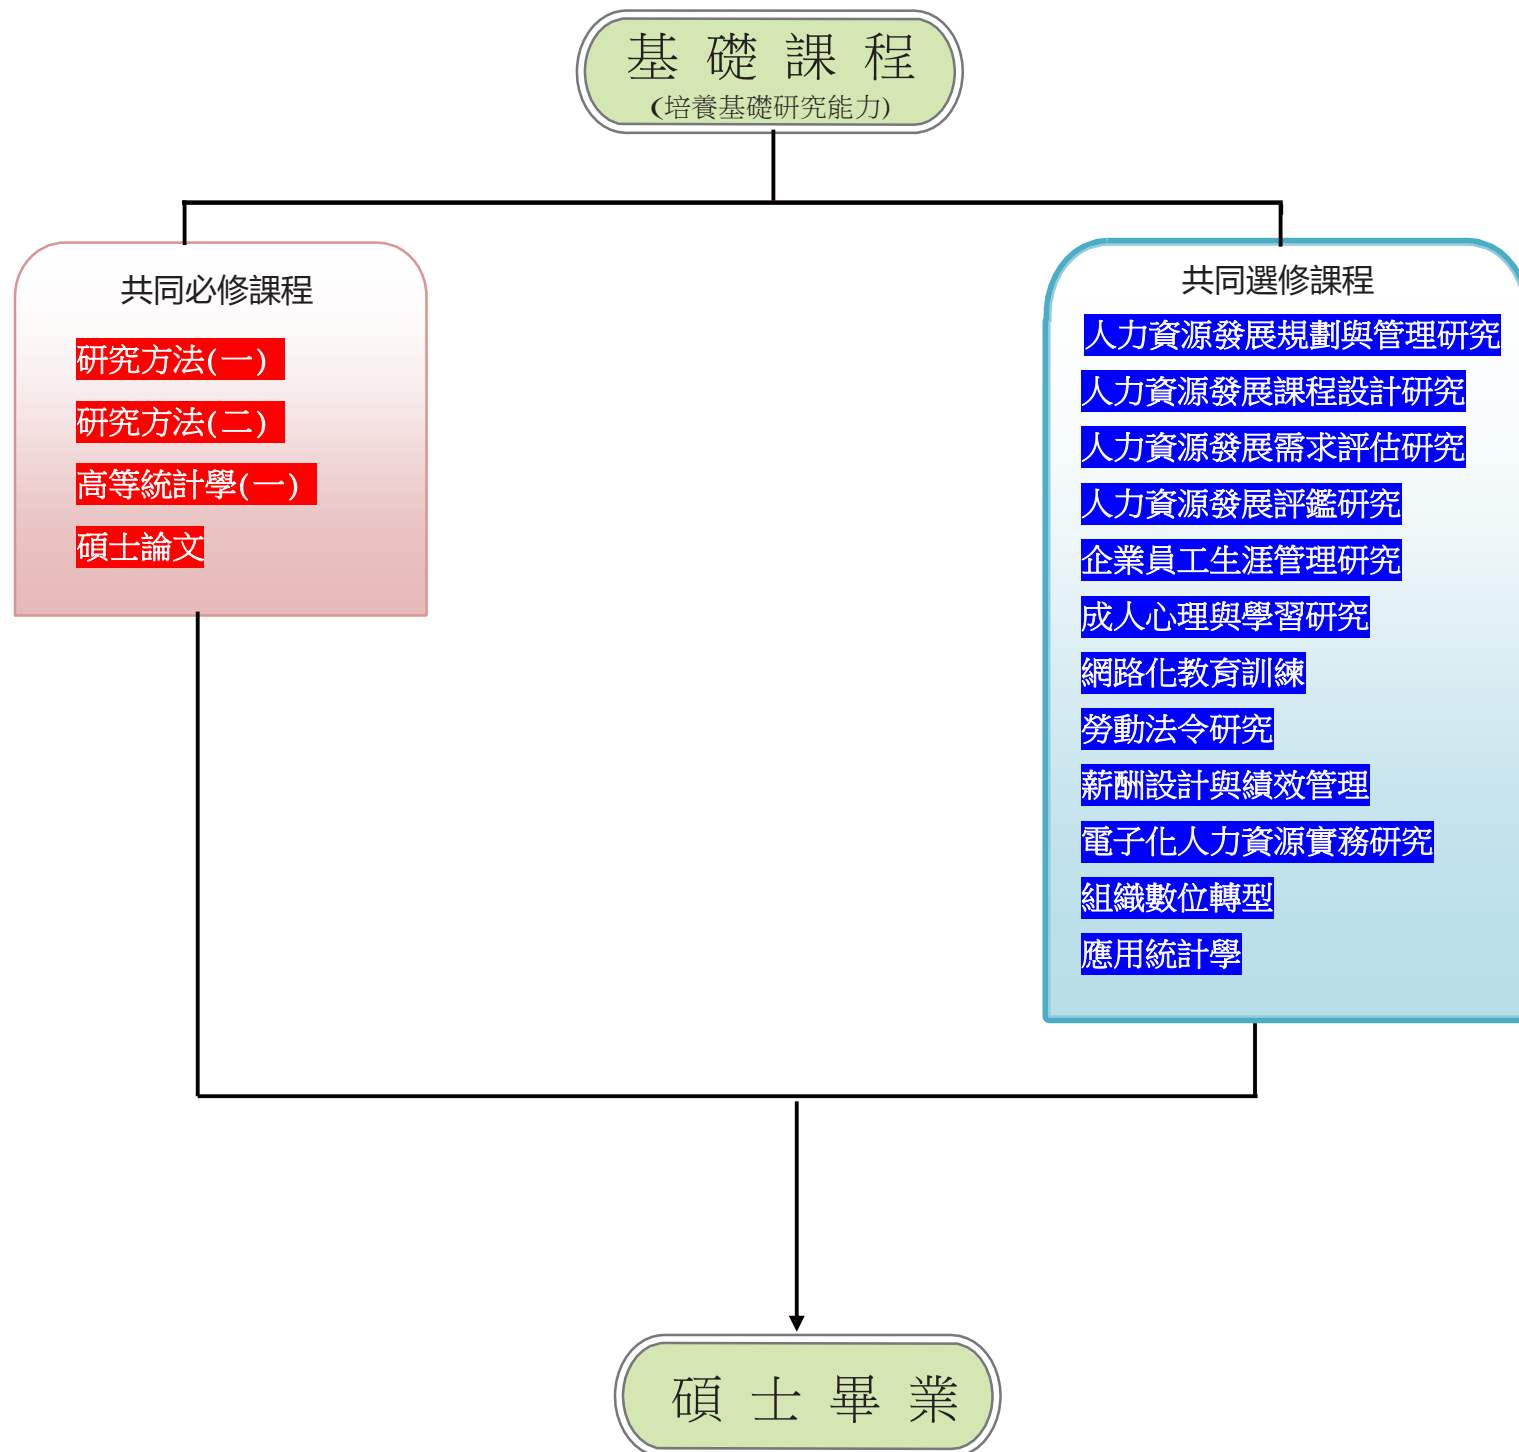 基礎課程
(培養基礎研究能力)
共同必修課程
研究方法(一)
研究方法(二)
高等統計學(一)
碩士論文
共同選修課程
人力資源發展規劃與管理研究
人力資源發展課程設計研究
人力資源發展需求評估研究
人力資源發展評鑑研究
企業員工生涯管理研究
成人心理與學習研究
網路化教育訓練
勞動法令研究
薪酬設計與績效管理
電子化人力資源實務研究
組織數位轉型
應用統計學
碩士畢業